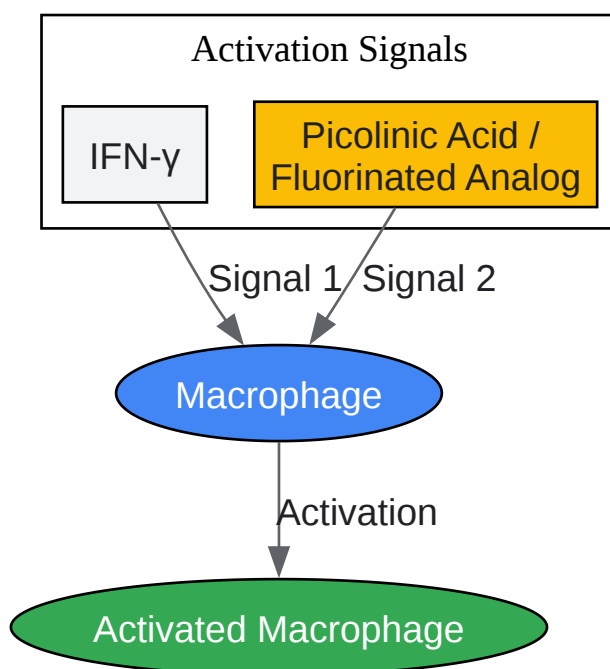 Activation Signals
IFN-γ
Picolinic Acid /
Fluorinated Analog
Signal 1
Signal 2
Macrophage
Activation
Activated Macrophage